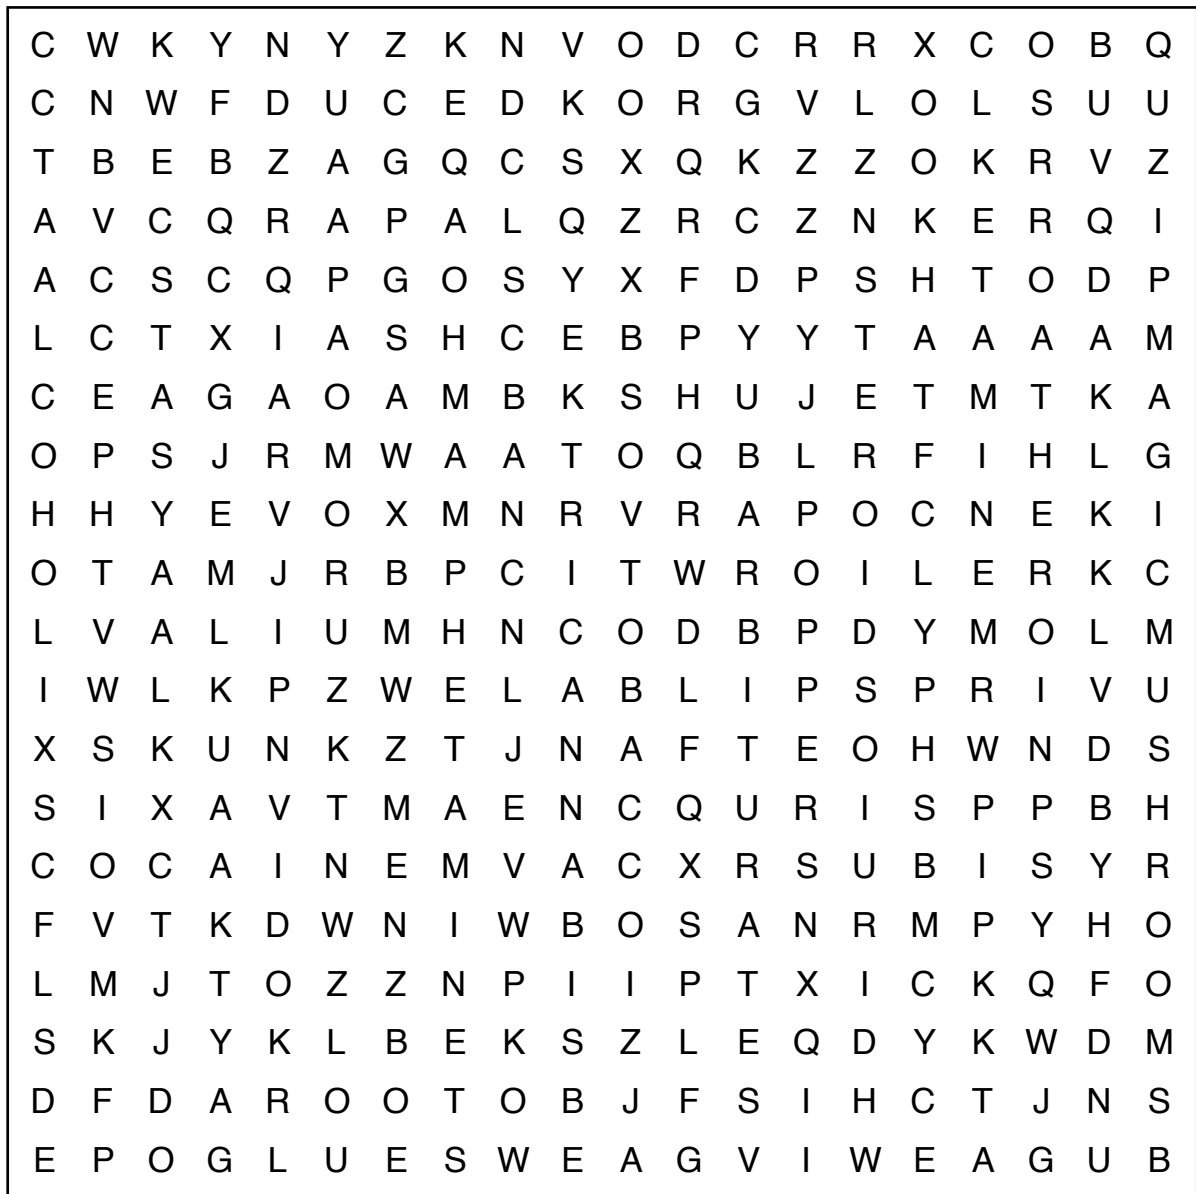 C W K Y N Y Z K N V O D C R R X C O B Q
C N W F D U C E D K O R G V L O L S U U
T B E B Z A G Q C S X Q K Z Z O K R V Z
A V C Q R A P A L Q Z R C Z N K E R Q I
A C S C Q P G O S Y X F D P S H T O D P
L C T X I A S H C E B P Y Y T A A A A M
C E A G A O A M B K S H U J E T M T K A
O P S J R M W A A T O Q B L R F I H L G
H H Y E V O X M N R V R A P O C N E K I
O T A M J R B P C I T W R O I L E R K C
L V A L I U M H N C O D B P D Y M O L M
I W L K P Z W E L A B L I P S P R I V U
X S K U N K Z T J N A F T E O H W N D S
S I X A V T M A E N C Q U R I S P P B H
C O C A I N E M V A C X R S U B I S Y R
F V T K D W N I W B O S A N R M P Y H O
L M J T O Z Z N P I I P T X I C K Q F O
S K J Y K L B E K S Z L E Q D Y K W D M
D F D A R O O T O B J F S I H C T J N S
E P O G L U E S W E A G V I W E A G U B